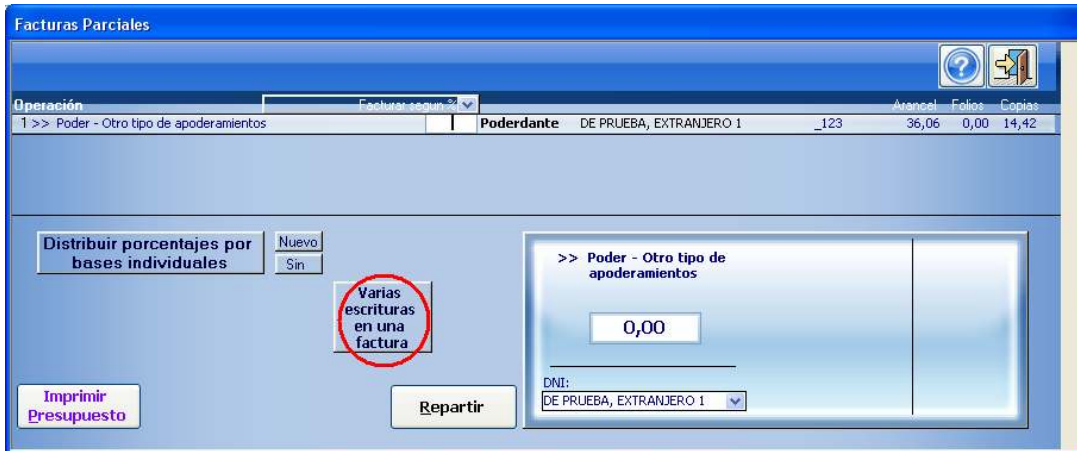 Facturas Parciales
Operación Facturar segun % Arancel Folios Copias
1 >> Poder - Otro tipo de apoderamientos Poderdante DE PRUEBA, EXTRANJERO 1 _123 36,06 0,00 14,42
Distribuir porcentajes por
bases individuales
Nuevo
Sin
Varias
escrituras
en una
factura
>> Poder - Otro tipo de
apoderamientos
0,00
DNI:
DE PRUEBA, EXTRANJERO 1
Imprimir
Presupuesto
Repartir